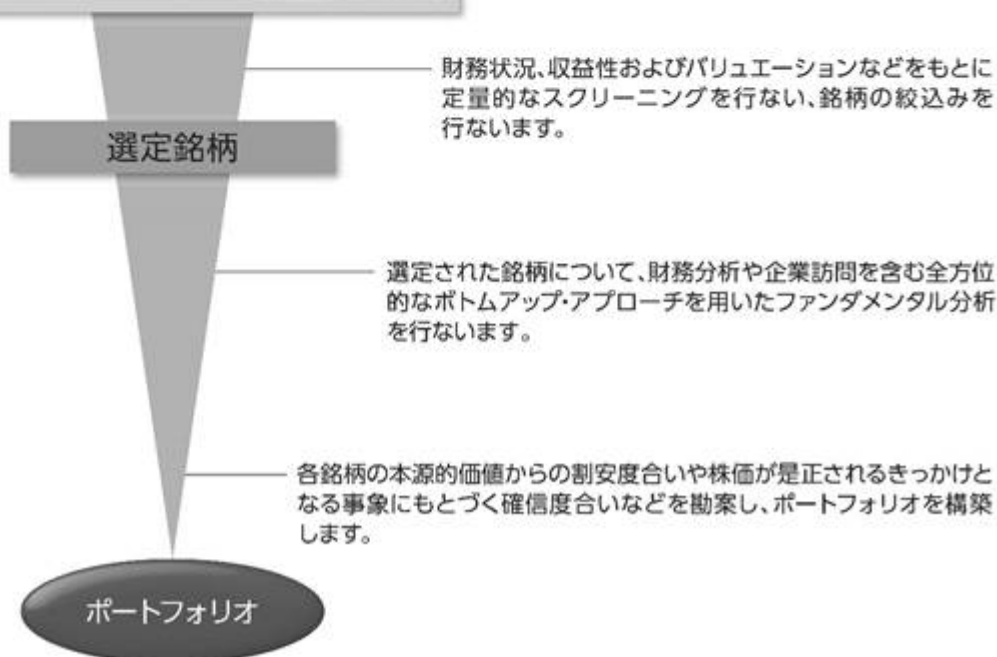 財務状況、収益性およびバリュエーションなどをもとに
定量的なスクリーニングを行ない、銘柄の絞込みを
行ないます。
選定銘柄
選定された銘柄について、財務分析や企業訪問を含む全方位
的なボトムアップ・アプローチを用いたファンダメンタル分析
を行ないます。
各銘柄の本源的価値からの割安度合いや株価が是正されるきっかけと
なる事象にもとづく確信度合いなどを勘案し、ポートフォリオを構築
します。
ポートフォリオ